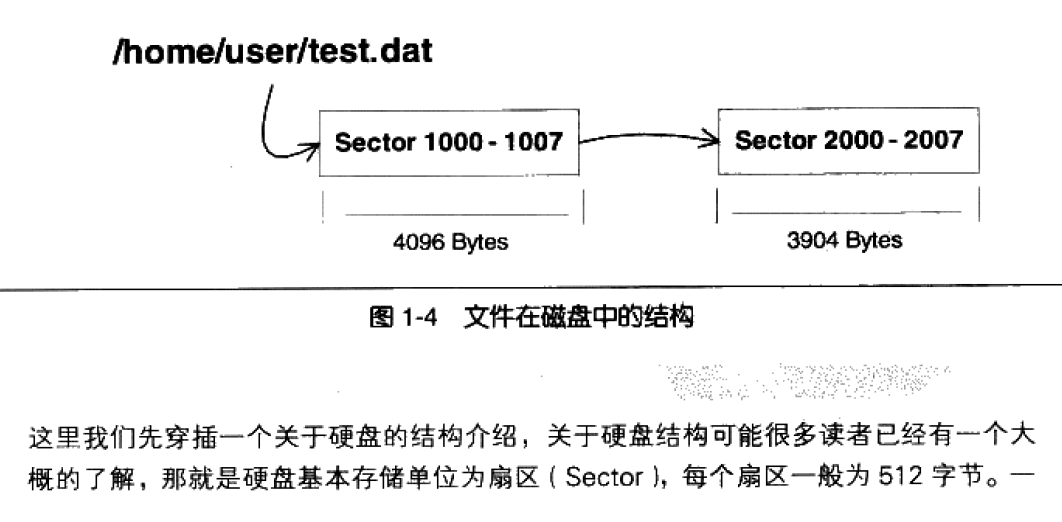 /home/user/test.dat
Sector 1000 - 1007
Sector 2000 - 2007
4096 Bytes
3904 Bytes
图 1-4 文件在磁盘中的结构
这里我们先穿插一个关于硬盘的结构介绍，关于硬盘结构可能很多读者已经有一个大
概的了解，那就是硬盘基本存储单位为扇区（Sector），每个扇区一般为 512 字节。一